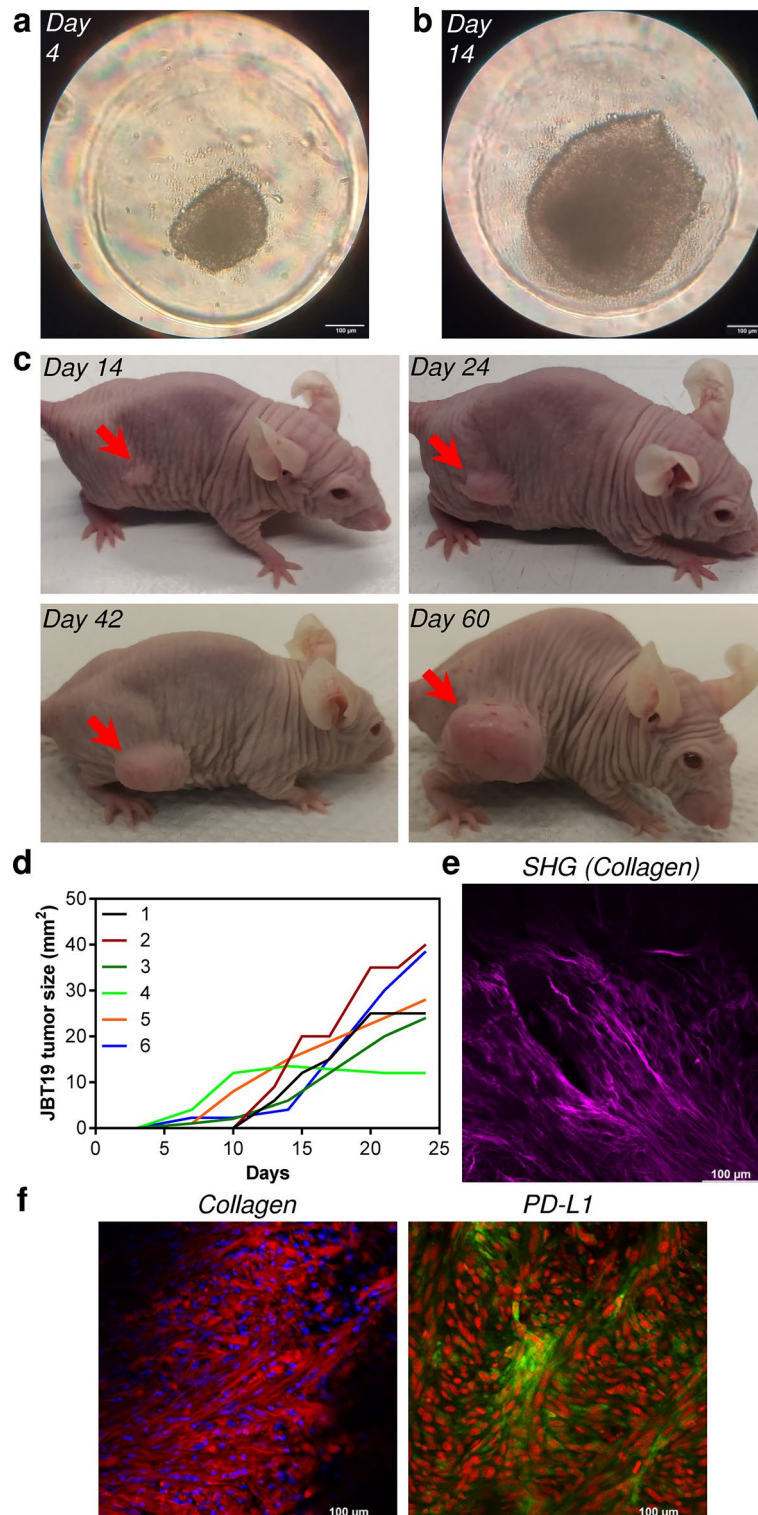 a
Day
4
100 µm
b
Day
14
100 µm
c
Day 14
Day 24
Day 42
Day 60
d
JBT19 tumor size (mm²)
50
40
30
20
10
0
1
2
3
4
5
6
0
5
10
15
20
25
Days
e
SHG (Collagen)
100 µm
f
Collagen
100 µm
PD-L1
100 µm